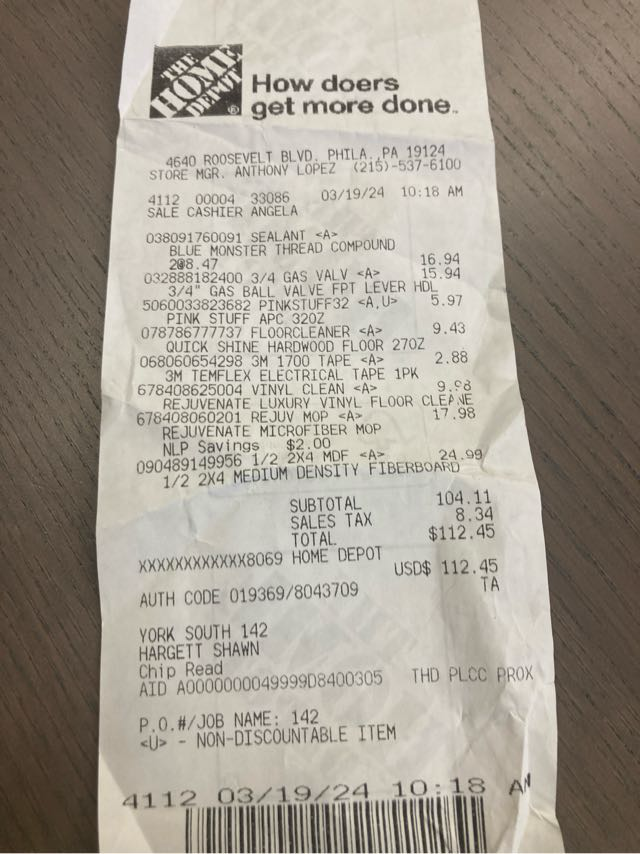 THE
HOME
DEPOT
®
How doers
get more done™
4640 ROOSEVELT BLVD. PHILA.,PA 19124
STORE MGR. ANTHONY LOPEZ (215)-537-6100
4112 00004 33086 03/19/24 10:18 AM
SALE CASHIER ANGELA
038091760091 SEALANT <A>
BLUE MONSTER THREAD COMPOUND
2@8.47 16.94
032888182400 3/4 GAS VALV <A> 15.94
3/4" GAS BALL VALVE FPT LEVER HDL
5060033823682 PINKSTUFF32 <A,U> 5.97
PINK STUFF APC 32OZ
078786777737 FLOORCLEANER <A> 9.43
QUICK SHINE HARDWOOD FLOOR 27OZ
068060654298 3M 1700 TAPE <A> 2.88
3M TEMFLEX ELECTRICAL TAPE 1PK
678408625004 VINYL CLEAN <A> 9.98
REJUVENATE LUXURY VINYL FLOOR CLEANE
678408060201 REJUV MOP <A> 17.98
REJUVENATE MICROFIBER MOP
NLP Savings $2.00
090489149956 1/2 2X4 MDF <A> 24.99
1/2 2X4 MEDIUM DENSITY FIBERBOARD
SUBTOTAL 104.11
SALES TAX 8.34
TOTAL $112.45
XXXXXXXXXXXX8069 HOME DEPOT
USD$ 112.45
AUTH CODE 019369/8043709 TA
YORK SOUTH 142
HARGETT SHAWN
Chip Read
AID A0000000049999D8400305 THD PLCC PROX
P.O.#/JOB NAME: 142
<U> - NON-DISCOUNTABLE ITEM
4112 03/19/24 10:18 AM